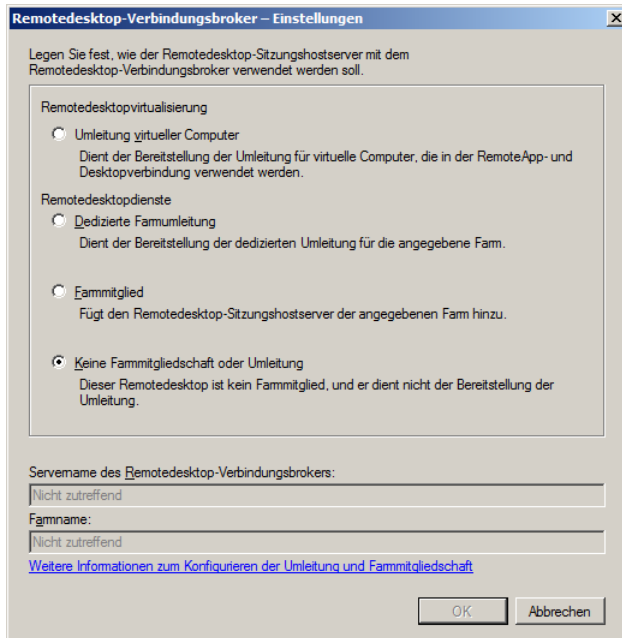 Remotedesktop-Verbindungsbroker – Einstellungen
Legen Sie fest, wie der Remotedesktop-Sitzungshostserver mit dem
Remotedesktop-Verbindungsbroker verwendet werden soll.
Remotedesktopvirtualisierung
Umleitung virtueller Computer
Dient der Bereitstellung der Umleitung für virtuelle Computer, die in der RemoteApp- und
Desktopverbindung verwendet werden.
Remotedesktopdienste
Dedizierte Farmumleitung
Dient der Bereitstellung der dedizierten Umleitung für die angegebene Farm.
Farmmitglied
Fügt den Remotedesktop-Sitzungshostserver der angegebenen Farm hinzu.
Keine Farmmitgliedschaft oder Umleitung
Dieser Remotedesktop ist kein Farmmitglied, und er dient nicht der Bereitstellung der
Umleitung.
Servername des Remotedesktop-Verbindungsbrokers:
Nicht zutreffend
Farmname:
Nicht zutreffend
Weitere Informationen zum Konfigurieren der Umleitung und Farmmitgliedschaft
OK Abbrechen